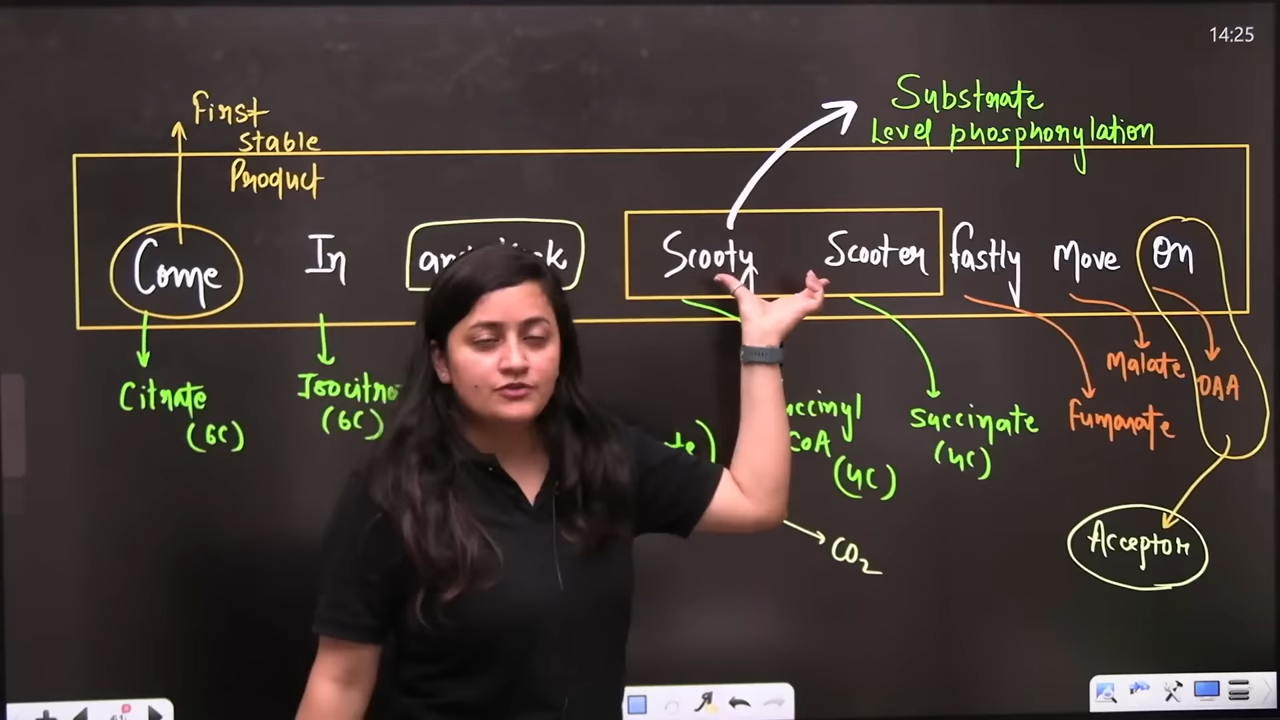 14:25
First
stable
Product
Substrate
Level phosphorylation
Come In Scooty Scooter fastly Move On
Citrate
(6C)
(6C)
CoA
(4C)
Succinate
(4C)
Fumarate
Malate
OAA
Acceptor
CO2